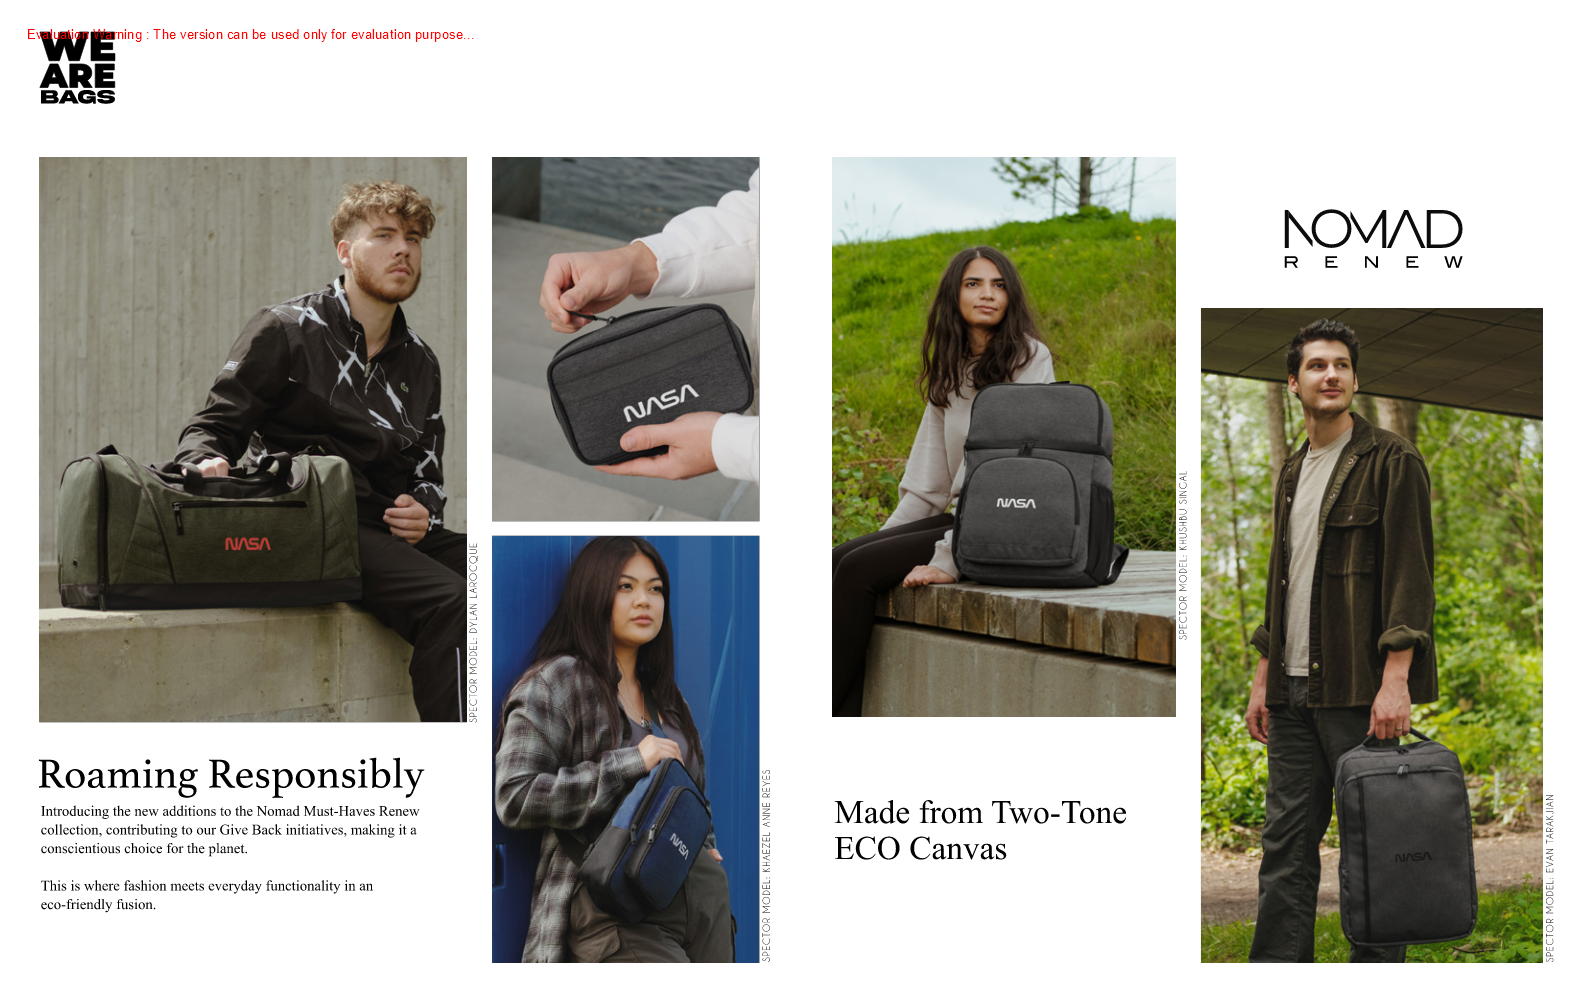 Evaluation Warning : The version can be used only for evaluation purpose...
WE
ARE
BAGS
NASA
SPECTOR MODEL: DYLAN LAROCQUE
NASA
NASA
SPECTOR MODEL: KHAEZEL ANNE REYES
Roaming Responsibly
Introducing the new additions to the Nomad Must-Haves Renew
collection, contributing to our Give Back initiatives, making it a
conscientious choice for the planet.
This is where fashion meets everyday functionality in an
eco-friendly fusion.
NASA
SPECTOR MODEL: KHUSHBU SINGAL
Made from Two-Tone
ECO Canvas
NOMAD
RENEW
NASA
SPECTOR MODEL: EVAN TARAKJIAN